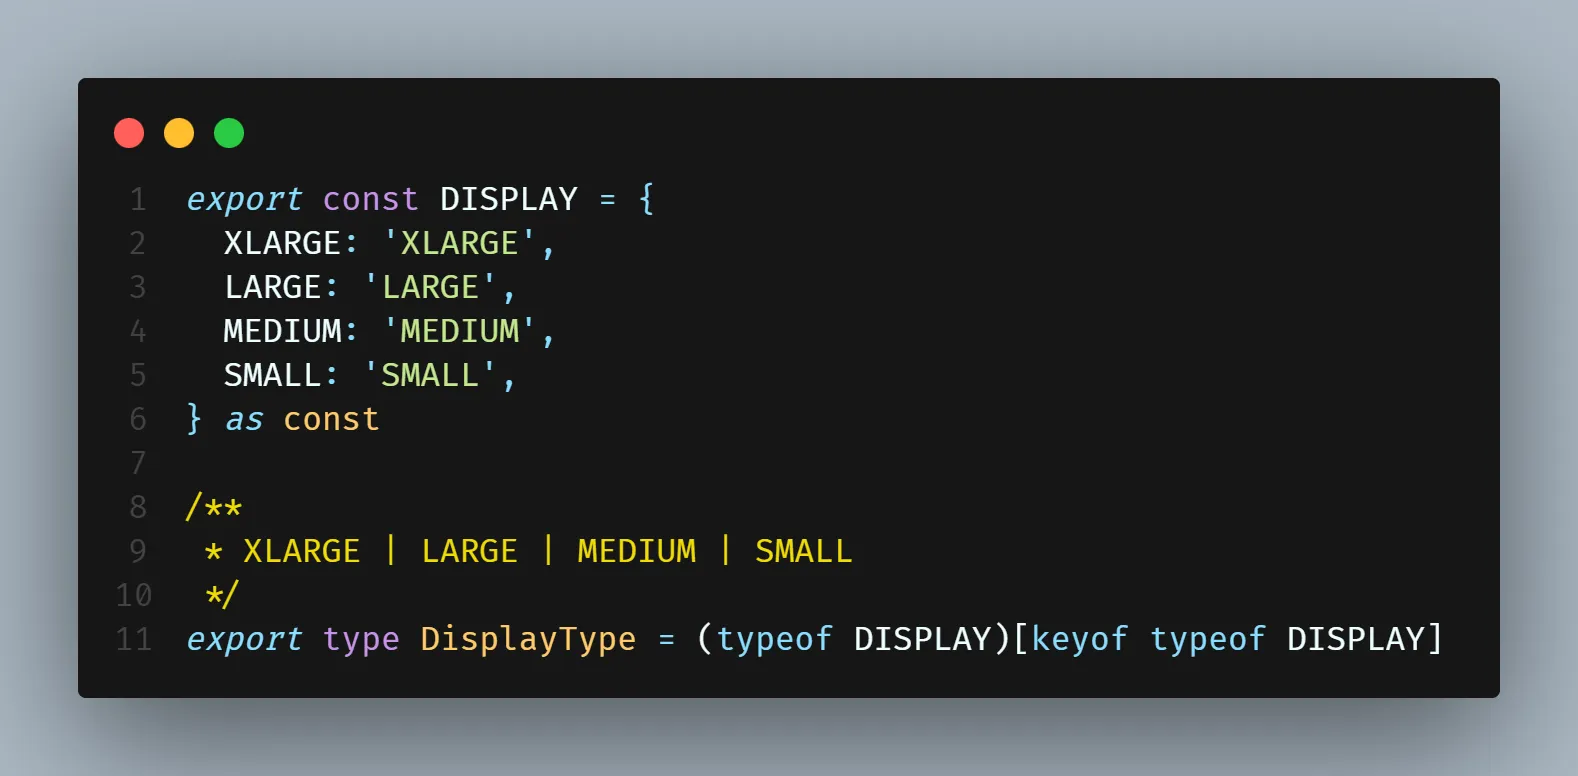 1 export const DISPLAY = {
2   XLARGE: 'XLARGE',
3   LARGE: 'LARGE',
4   MEDIUM: 'MEDIUM',
5   SMALL: 'SMALL',
6 } as const
7
8 /**
9  * XLARGE | LARGE | MEDIUM | SMALL
10  */
11 export type DisplayType = (typeof DISPLAY)[keyof typeof DISPLAY]